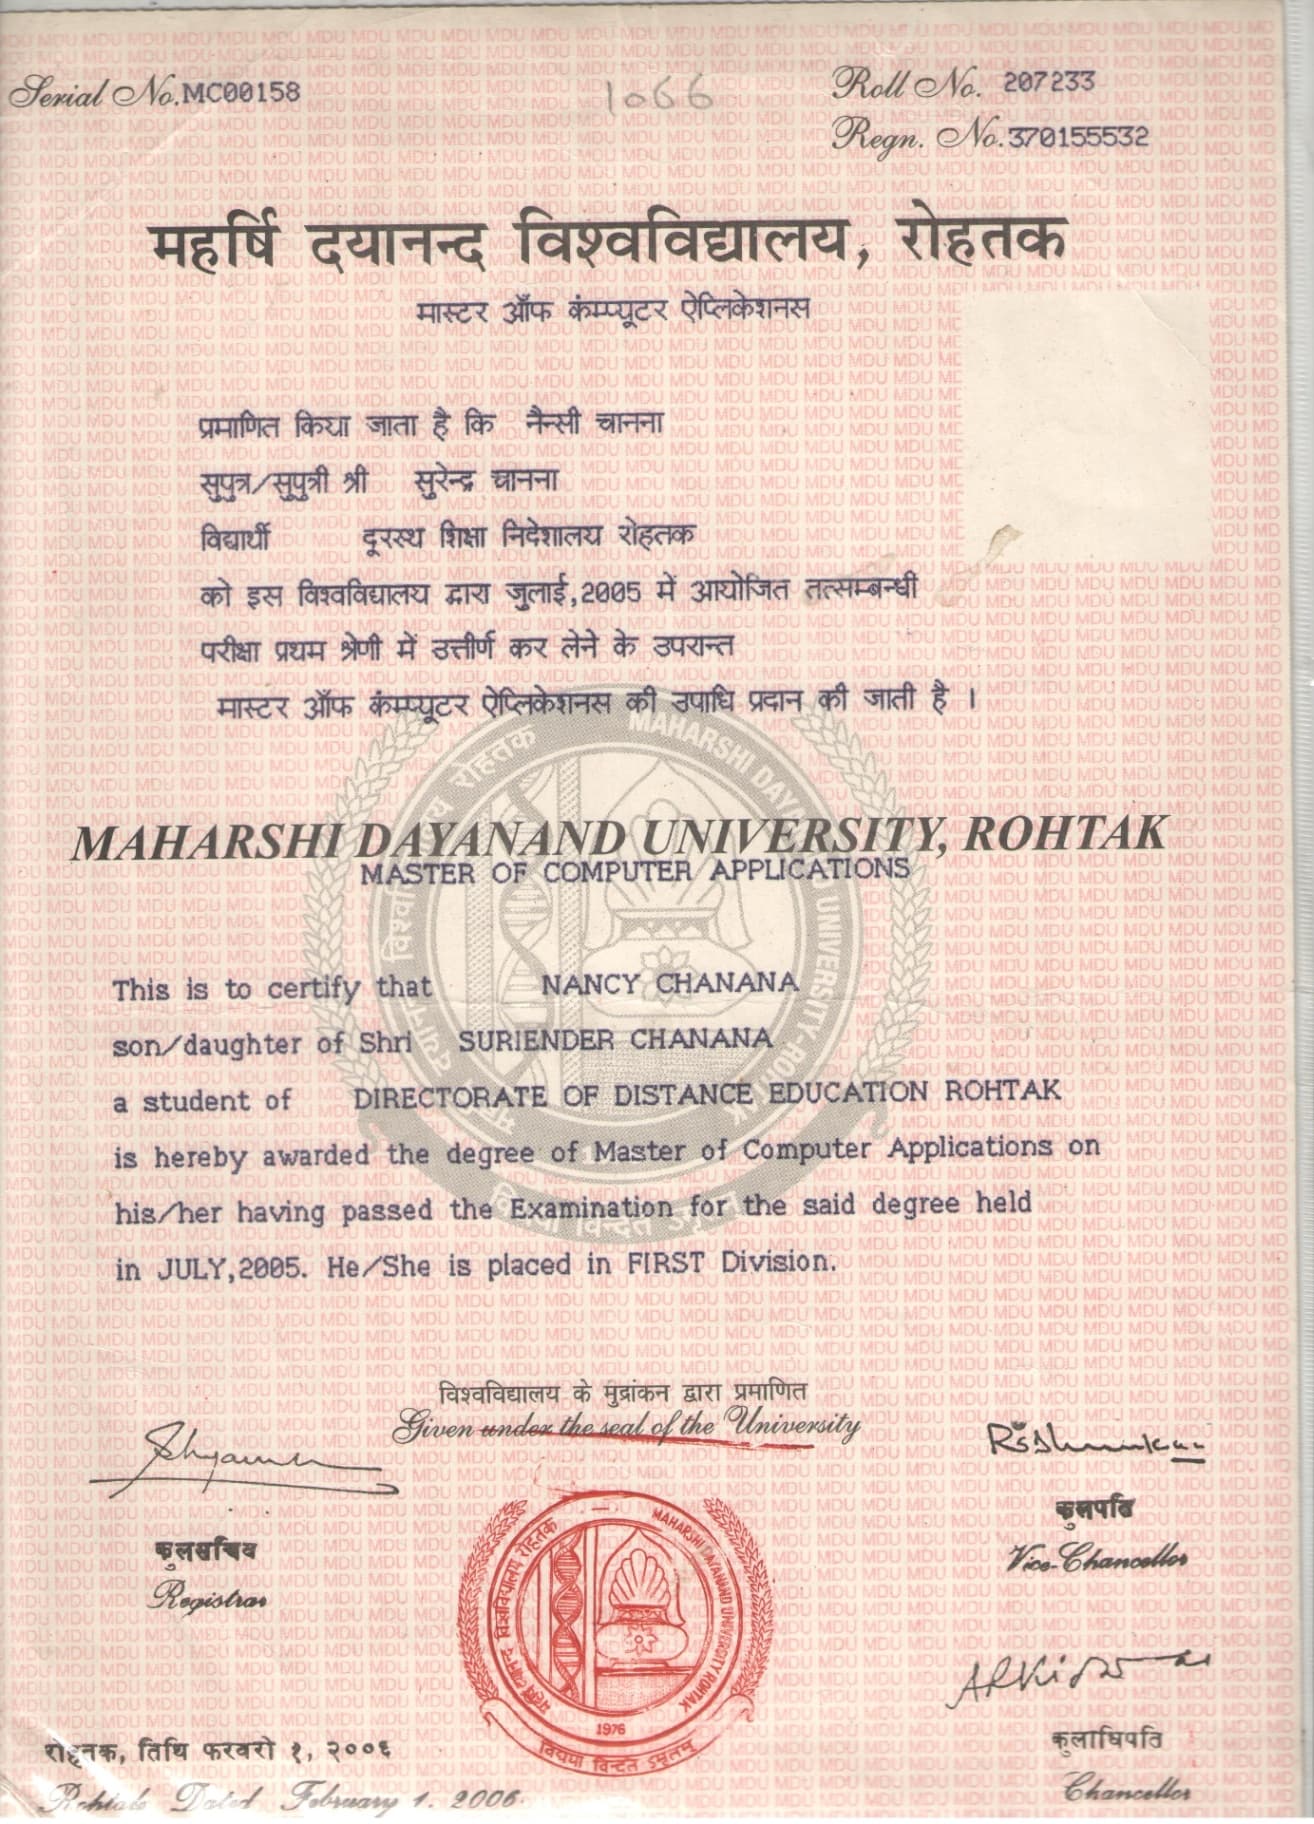 Serial No. MC00158
1066
Roll No. 207233
Regn. No. 370155532
महर्षि दयानन्द विश्वविद्यालय, रोहतक
मास्टर ऑफ कंम्प्यूटर ऐप्लिकेशनस
प्रमाणित किया जाता है कि नैन्सी चानना
सुपुत्र/सुपुत्री श्री सुरेन्द्र चानना
विद्यार्थी दूरस्थ शिक्षा निदेशालय रोहतक
को इस विश्वविद्यालय द्वारा जुलाई,2005 में आयोजित तत्सम्बन्धी
परीक्षा प्रथम श्रेणी में उत्तीर्ण कर लेने के उपरान्त
मास्टर ऑफ कंम्प्यूटर ऐप्लिकेशनस की उपाधि प्रदान की जाती है ।
MAHARSHI DAYANAND UNIVERSITY, ROHTAK
MASTER OF COMPUTER APPLICATIONS
This is to certify that NANCY CHANANA
son/daughter of Shri SURIENDER CHANANA
a student of DIRECTORATE OF DISTANCE EDUCATION ROHTAK
is hereby awarded the degree of Master of Computer Applications on
his/her having passed the Examination for the said degree held
in JULY,2005. He/She is placed in FIRST Division.
विश्वविद्यालय के मुद्रांकन द्वारा प्रमाणित
Given under the seal of the University
कुलसचिव
Registrar
कुलपति
Vice-Chancellor
MAHARSHI DAYANAND UNIVERSITY ROHTAK
1976
कुलाधिपति
Chancellor
रोहतक, तिथि फरवरी १, २००६
Rohtak Dated February 1, 2006